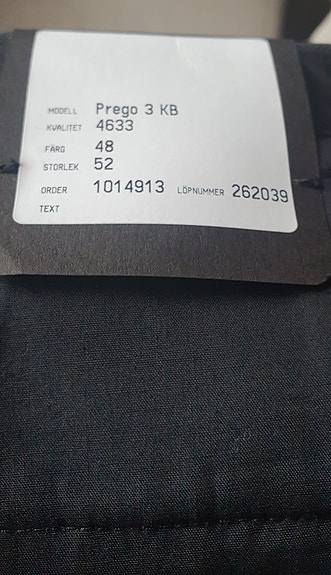 MODELL Prego 3 KB
KVALITET 4633
FÄRG 48
STORLEK 52
ORDER 1014913 LÖPNUMMER 262039
TEXT